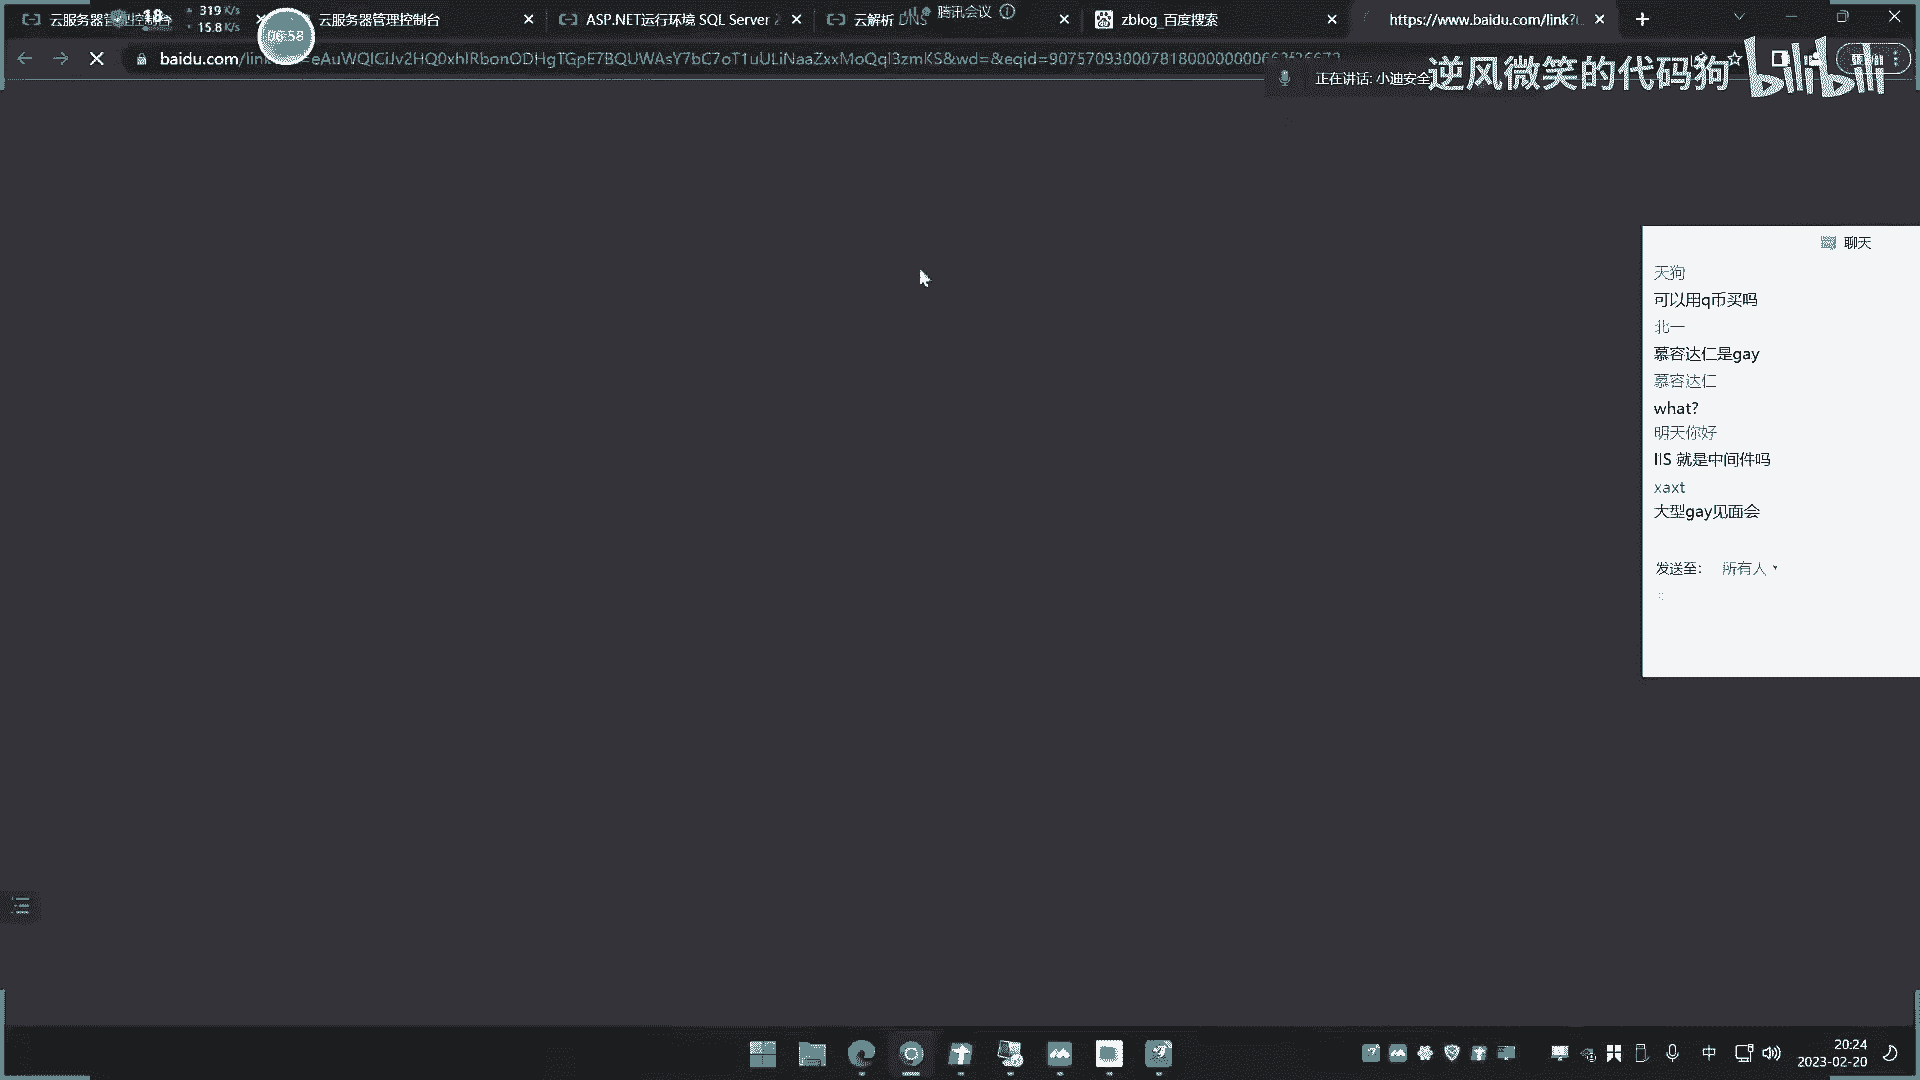 云服务器管理控制台
18
319 K/s
15.8 K/s
06:58
云服务器管理控制台
ASP.NET运行环境 SQL Server 2
云解析 DNS
腾讯会议
zblog_百度搜索
https://www.baidu.com/link?
baidu.com/link
正在讲话: 小迪安全
逆风微笑的代码狗
bilibili
聊天
天狗
可以用q币买吗
北一
慕容达仁是gay
慕容达仁
what?
明天你好
IIS 就是中间件吗
xaxt
大型gay见面会
发送至:
所有人
中
20:24
2023-02-20